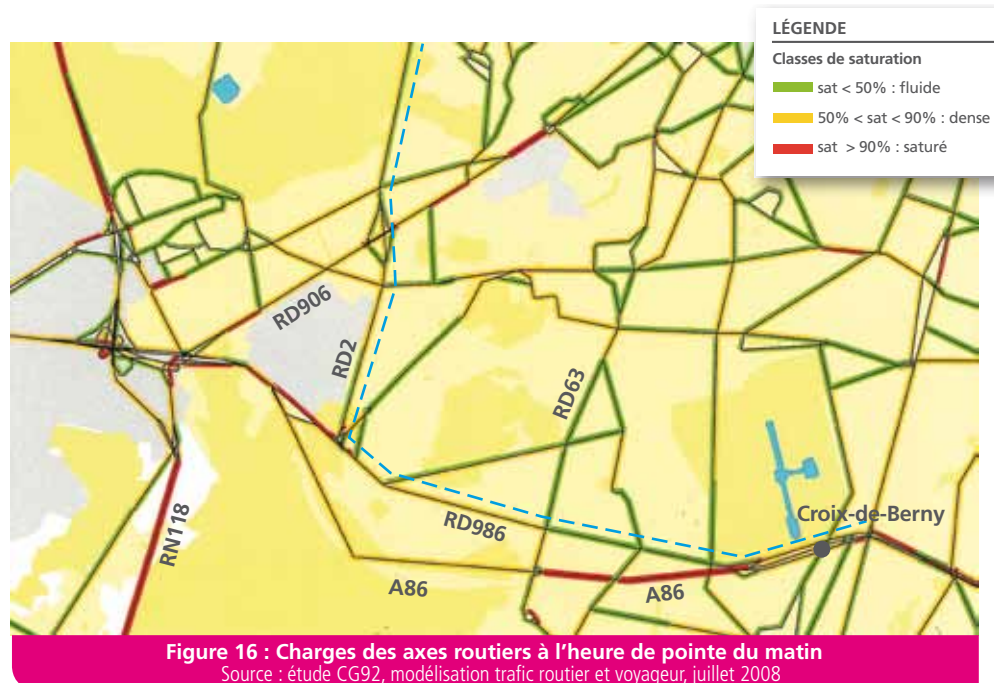 LÉGENDE
Classes de saturation
sat < 50% : fluide
50% < sat < 90% : dense
sat > 90% : saturé
RD906
RD2
RD63
RN118
RD986
Croix-de-Berny
A86
A86
Figure 16 : Charges des axes routiers à l'heure de pointe du matin
Source : étude CG92, modélisation trafic routier et voyageur, juillet 2008